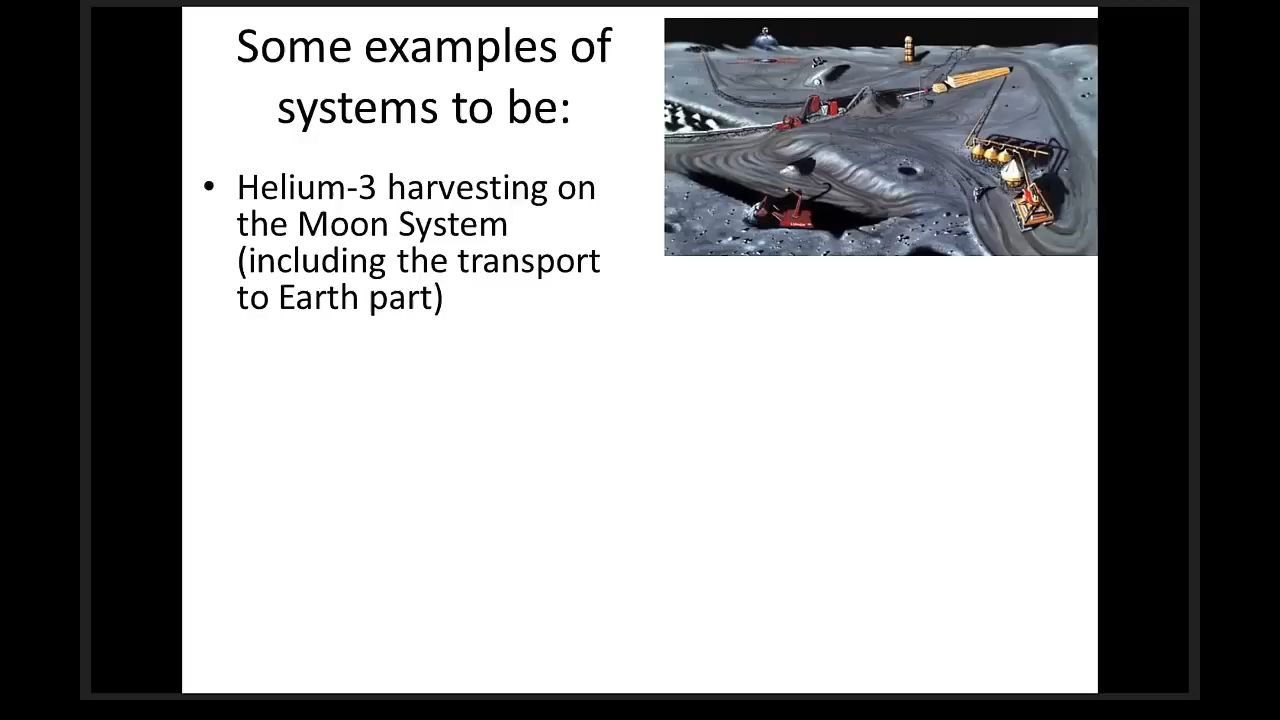 Some examples of
systems to be:
• Helium-3 harvesting on
the Moon System
(including the transport
to Earth part)